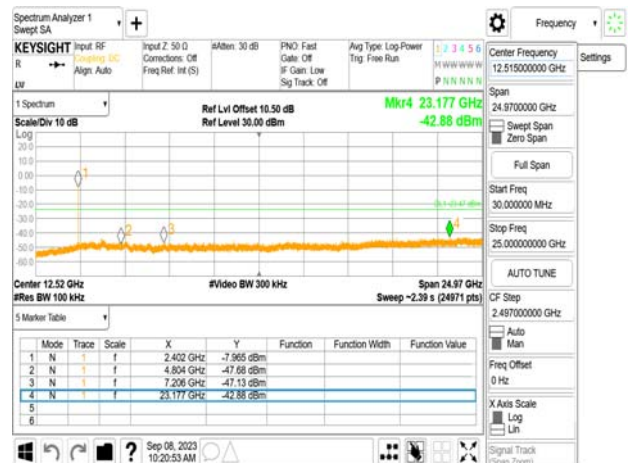 Spectrum Analyzer 1
Swept SA
Frequency
Settings
KEYSIGHT
R
Input: RF
Coupling: DC
Align: Auto
Input Z: 50 Ω
Corrections: Off
Freq Ref: Int (S)
#Atten: 30 dB
PNO: Fast
Gate: Off
IF Gain: Low
Sig Track: Off
Avg Type: Log-Power
Trig: Free Run
1 2 3 4 5 6
M W W W W W
P N N N N N
1 Spectrum
Scale/Div 10 dB
Log
Ref Lvl Offset 10.50 dB
Ref Level 30.00 dBm
Mkr4 23.177 GHz
-42.88 dBm
20.0
10.0
0.00
-10.0
-20.0
-30.0
-40.0
-50.0
-60.0
1
2
3
4
DL1 -23.47 dBm
Center 12.52 GHz
#Video BW 300 kHz
Span 24.97 GHz
#Res BW 100 kHz
Sweep ~2.39 s (24971 pts)
5 Marker Table
Mode Trace Scale X Y Function Function Width Function Value
1 N 1 f 2.402 GHz -7.965 dBm
2 N 1 f 4.804 GHz -47.68 dBm
3 N 1 f 7.206 GHz -47.13 dBm
4 N 1 f 23.177 GHz -42.88 dBm
5
6
Sep 08, 2023
10:20:53 AM
Center Frequency
12.515000000 GHz
Span
24.9700000 GHz
Swept Span
Zero Span
Full Span
Start Freq
30.000000 MHz
Stop Freq
25.000000000 GHz
AUTO TUNE
CF Step
2.497000000 GHz
Auto
Man
Freq Offset
0 Hz
X Axis Scale
Log
Lin
Signal Track
(Span Zoom)